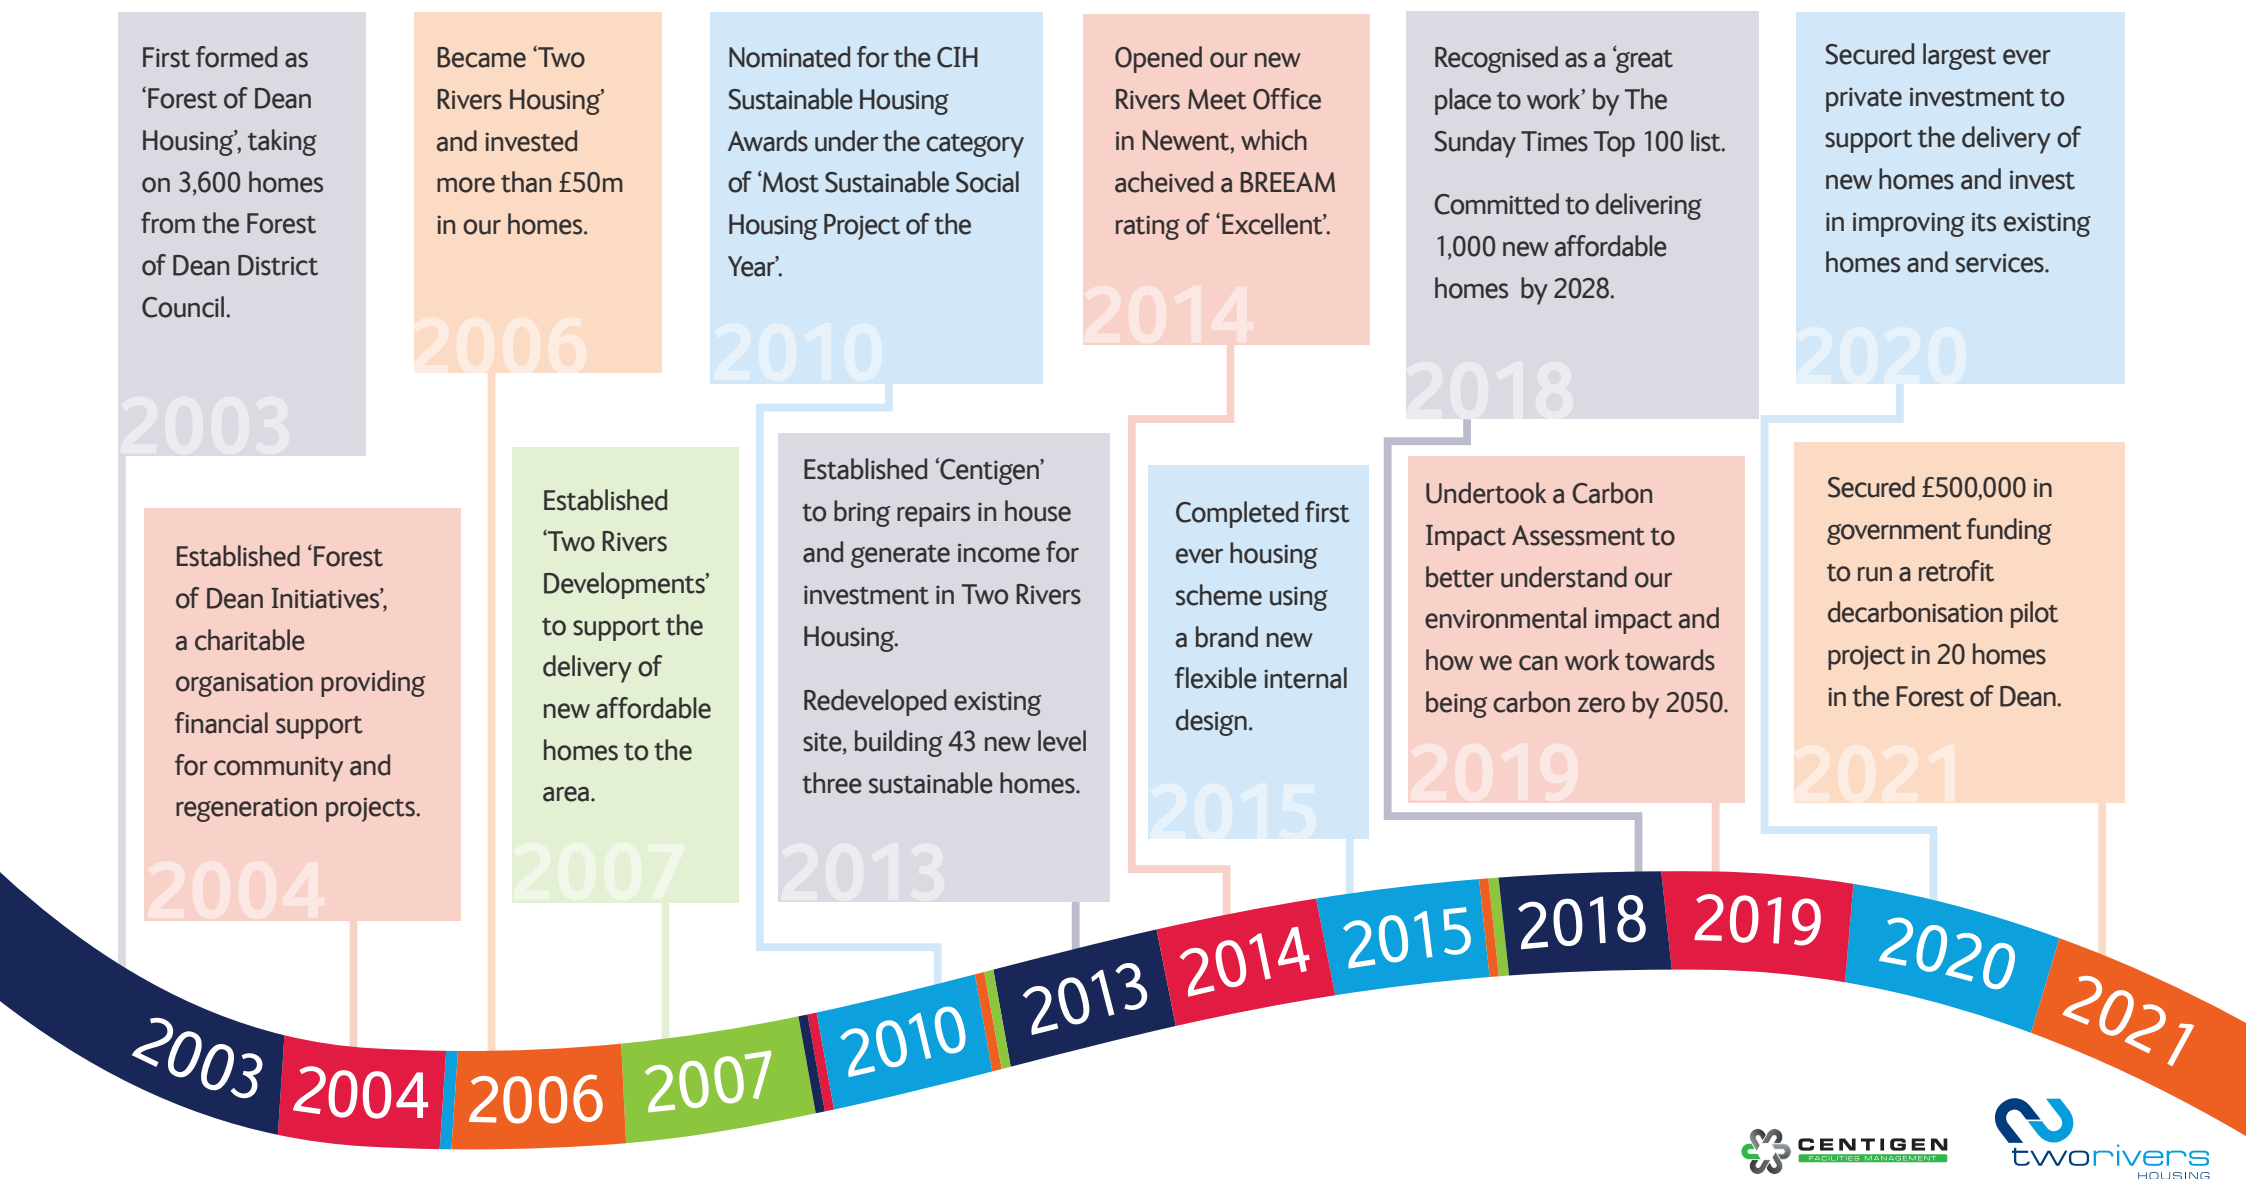 First formed as
‘Forest of Dean
Housing’, taking
on 3,600 homes
from the Forest
of Dean District
Council.
2003
Established ‘Forest
of Dean Initiatives’,
a charitable
organisation providing
financial support
for community and
regeneration projects.
2004
Became ‘Two
Rivers Housing’
and invested
more than £50m
in our homes.
2006
Established
‘Two Rivers
Developments’
to support the
delivery of
new affordable
homes to the
area.
2007
Nominated for the CIH
Sustainable Housing
Awards under the category
of ‘Most Sustainable Social
Housing Project of the
Year’.
2010
Established ‘Centigen’
to bring repairs in house
and generate income for
investment in Two Rivers
Housing.
Redeveloped existing
site, building 43 new level
three sustainable homes.
2013
Opened our new
Rivers Meet Office
in Newent, which
acheived a BREEAM
rating of ‘Excellent’.
2014
Completed first
ever housing
scheme using
a brand new
flexible internal
design.
2015
Recognised as a ‘great
place to work’ by The
Sunday Times Top 100 list.
Committed to delivering
1,000 new affordable
homes by 2028.
2018
Undertook a Carbon
Impact Assessment to
better understand our
environmental impact and
how we can work towards
being carbon zero by 2050.
2019
Secured largest ever
private investment to
support the delivery of
new homes and invest
in improving its existing
homes and services.
2020
Secured £500,000 in
government funding
to run a retrofit
decarbonisation pilot
project in 20 homes
in the Forest of Dean.
2021
2003
2004
2006
2007
2010
2013
2014
2015
2018
2019
2020
2021
CENTIGEN
FACILITIES MANAGEMENT
tworivers
HOUSING